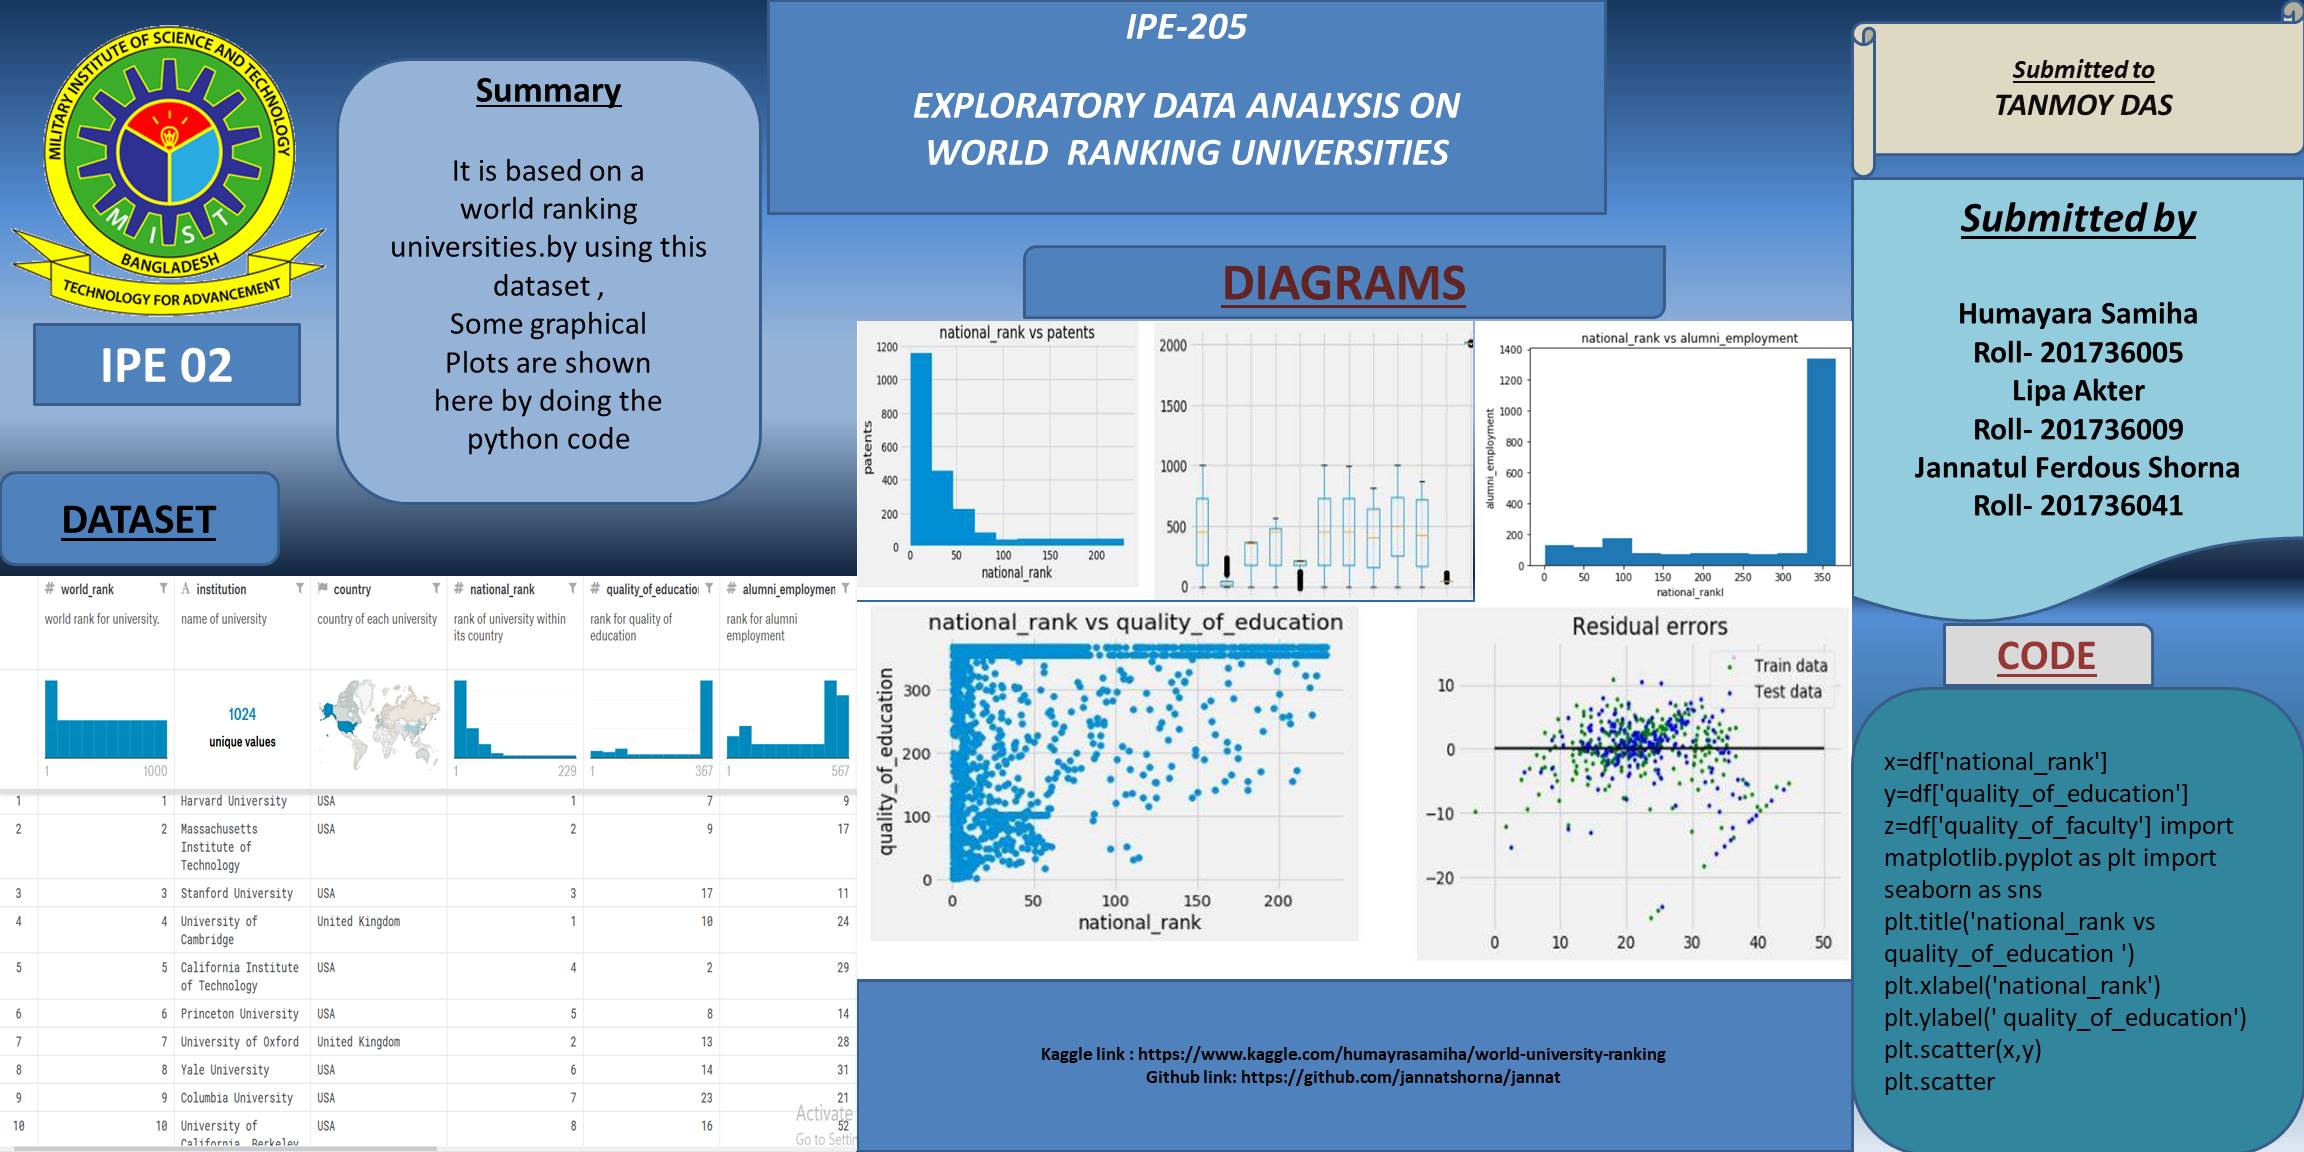 MILITARY INSTITUTE OF SCIENCE AND TECHNOLOGY
M I S T
BANGLADESH
TECHNOLOGY FOR ADVANCEMENT
IPE 02
Summary
It is based on a
world ranking
universities.by using this
dataset ,
Some graphical
Plots are shown
here by doing the
python code
IPE-205
EXPLORATORY DATA ANALYSIS ON
WORLD RANKING UNIVERSITIES
Submitted to
TANMOY DAS
Submitted by
Humayara Samiha
Roll- 201736005
Lipa Akter
Roll- 201736009
Jannatul Ferdous Shorna
Roll- 201736041
DATASET
# world_rank
world rank for university.
1 1000
A institution
name of university
1024
unique values
country
country of each university
# national_rank
rank of university within
its country
1 229
# quality_of_educatio
rank for quality of
education
1 367
# alumni_employmen
rank for alumni
employment
1 567
1 1 Harvard University USA 1 7 9
2 2 Massachusetts USA 2 9 17
Institute of
Technology
3 3 Stanford University USA 3 17 11
4 4 University of United Kingdom 1 10 24
Cambridge
5 5 California Institute USA 4 2 29
of Technology
6 6 Princeton University USA 5 8 14
7 7 University of Oxford United Kingdom 2 13 28
8 8 Yale University USA 6 14 31
9 9 Columbia University USA 7 23 21
10 10 University of USA 8 16 52
California, Berkeley
Activate
Go to Settin
DIAGRAMS
national_rank vs patents
patents
1200
1000
800
600
400
200
0
0 50 100 150 200
national_rank
2000
1500
1000
500
0
national_rank vs alumni_employment
alumni_employment
1400
1200
1000
800
600
400
200
0
0 50 100 150 200 250 300 350
national_rankl
national_rank vs quality_of_education
quality_of_education
300
200
100
0
0 50 100 150 200
national_rank
Residual errors
Train data
Test data
10
0
−10
−20
0 10 20 30 40 50
Kaggle link : https://www.kaggle.com/humayrasamiha/world-university-ranking
Github link: https://github.com/jannatshorna/jannat
CODE
x=df['national_rank']
y=df['quality_of_education']
z=df['quality_of_faculty'] import
matplotlib.pyplot as plt import
seaborn as sns
plt.title('national_rank vs
quality_of_education ')
plt.xlabel('national_rank')
plt.ylabel(' quality_of_education')
plt.scatter(x,y)
plt.scatter